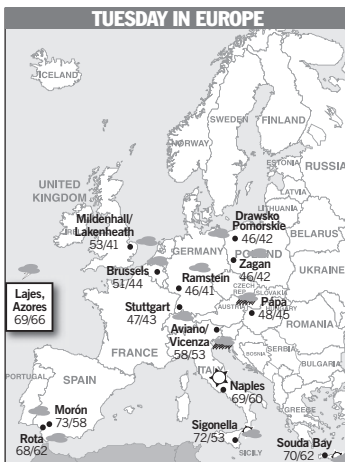 TUESDAY IN EUROPE
ICELAND
SWEDEN
FINLAND
NORWAY
ESTONIA
RUSSIA
LATVIA
LITHUANIA
UNITED
KINGDOM
Mildenhall/
Lakenheath
53/41
Drawsko
Pomorskie
46/42
BELARUS
GERMANY
POLAND
Zagan
46/42
Brussels
51/44
Ramstein
46/41
UKRAINE
CZECH
REP.
SLOVAKIA
Lajes,
Azores
69/66
Stuttgart
47/43
AUSTRIA
Pápa
48/45
HUNGARY
Aviano/
Vicenza
58/53
ROMANIA
FRANCE
BOSNIA
SERBIA
BULGARIA
ITALY
PORTUGAL
SPAIN
Naples
69/60
Morón
73/58
GREECE
Rota
68/62
Sigonella
72/53
SICILY
Souda Bay
70/62